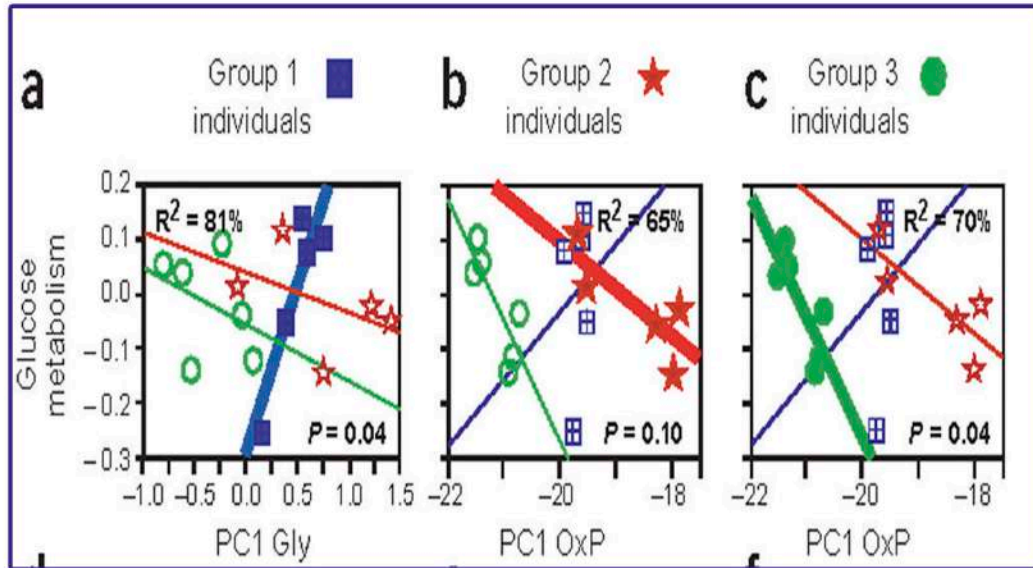 a Group 1 individuals
b Group 2 individuals
c Group 3 individuals
Glucose metabolism
0.2
0.1
0.0
−0.1
−0.2
−0.3
R² = 81%
P = 0.04
−1.0 −0.5 0.0 0.5 1.0 1.5
PC1 Gly
R² = 65%
P = 0.10
−22 −20 −18
PC1 OxP
R² = 70%
P = 0.04
−22 −20 −18
PC1 OxP